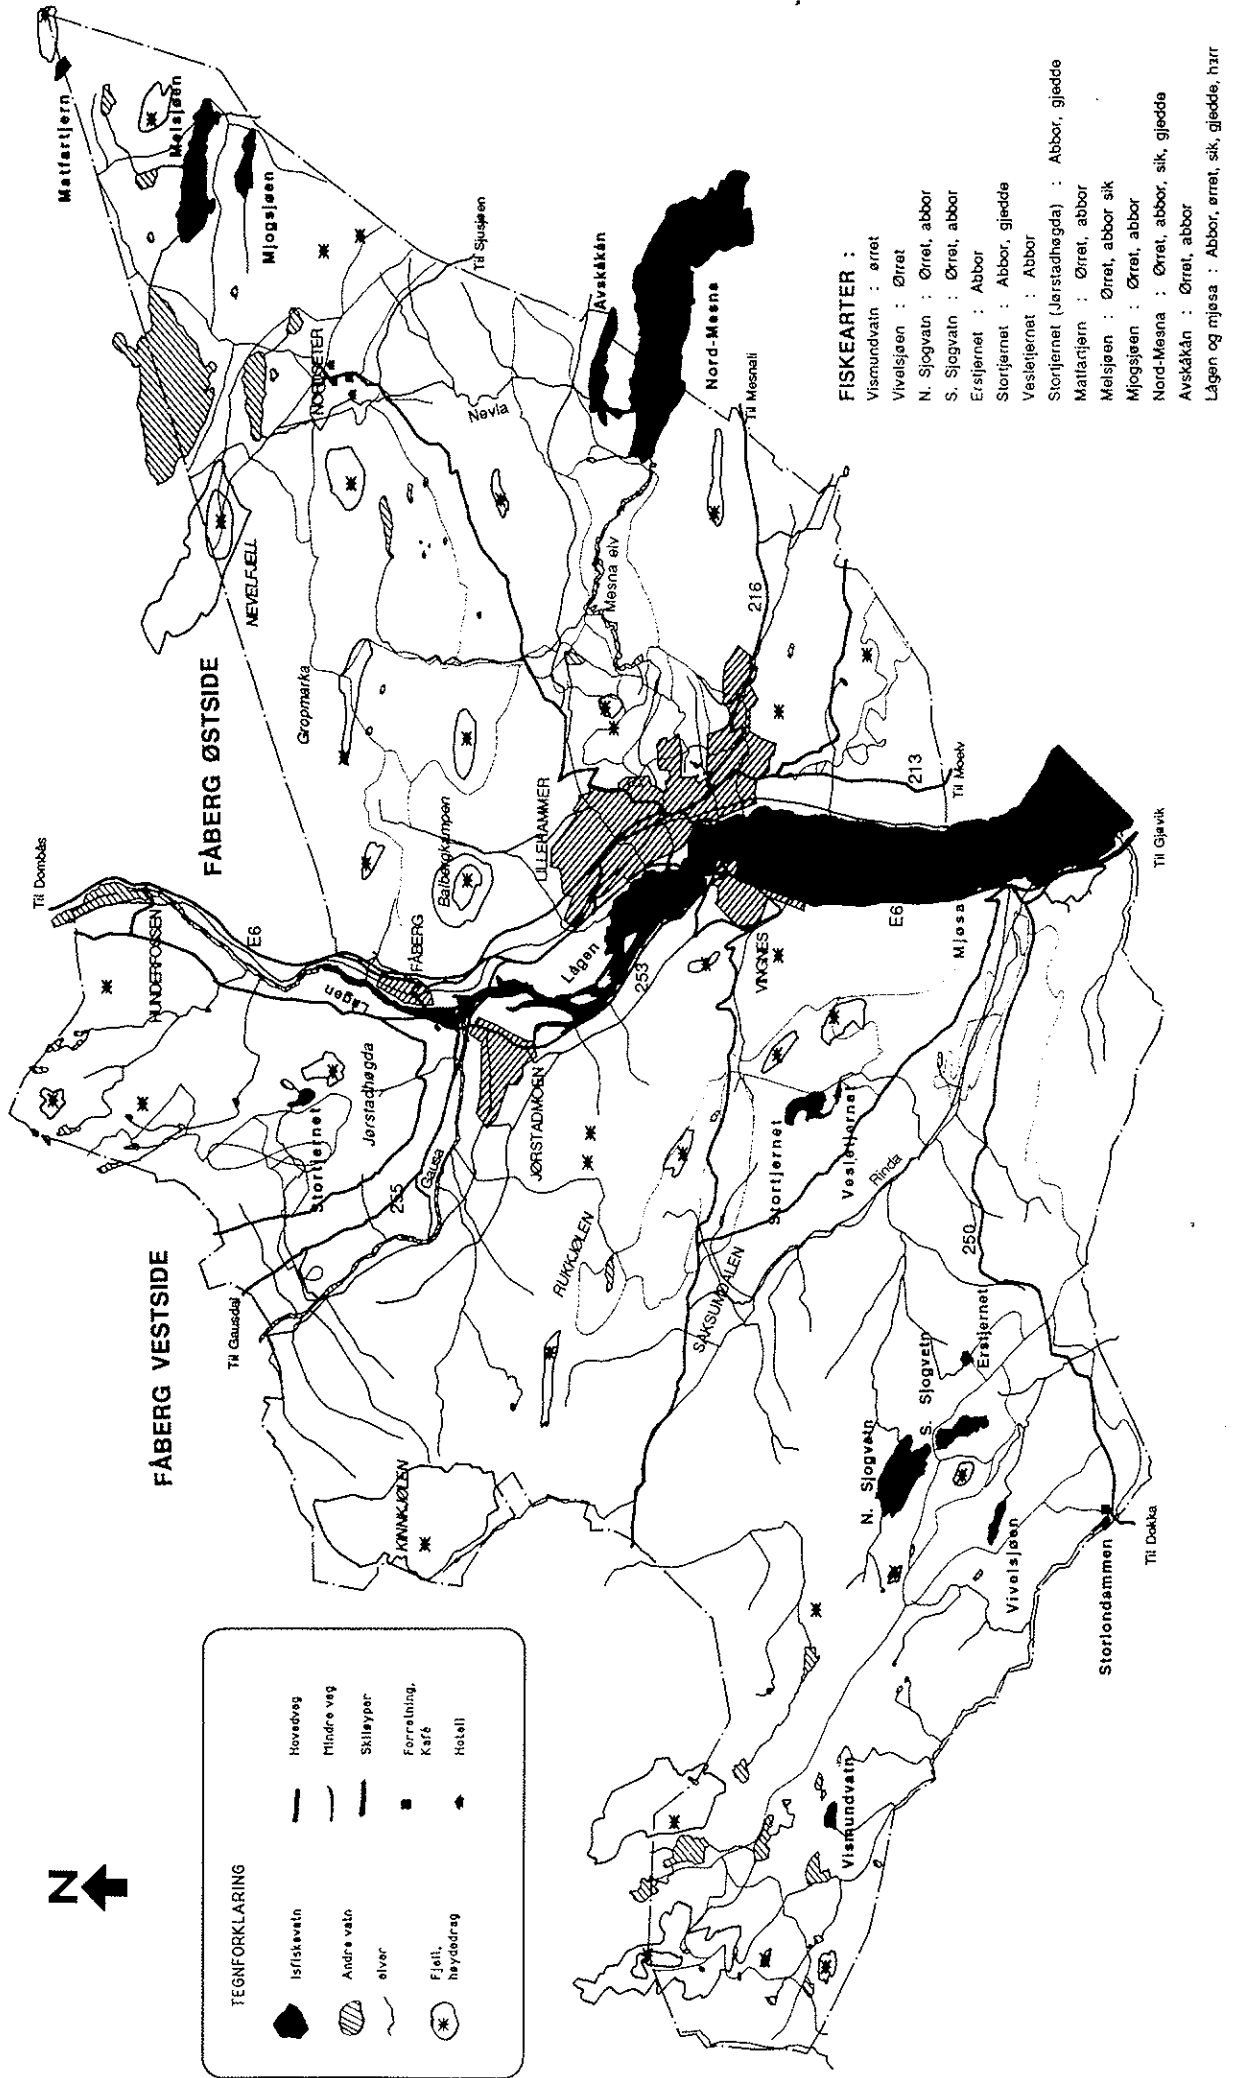 N
TEGNFORKLARING
Isfiskevatn
Andre vatn
elver
Fjell,
høydedrag
Hovedveg
Mindre veg
Skiløyper
Forretning,
Kafé
Hotell
FÅBERG VESTSIDE
FÅBERG ØSTSIDE
Til Dombås
HUNDERFOSSEN
E6
Lågen
FÅBERG
Jørstadhøgda
Stortjernet
Gausa
255
Til Gausdal
JØRSTADMOEN
Lågen
253
KINNKJØLEN
RUKKJØLEN
SAKSUMDALEN
Stortjernet
Vesletjernet
Rinda
250
VINGNES
E6
Mjøsa
Til Gjøvik
213
Til Moelv
LILLEHAMMER
Balbergkampen
Gropmarka
NEVELFJELL
NORDSETER
Nevla
Mesna elv
216
Til Mesnali
Nord-Mesna
Avskåkån
Til Sjusjøen
Mjogsjøen
Melsjøen
Matfartjern
N. Sjogvatn
S. Sjogvetn
Erstjernet
Vivelsjøen
Storlondammen
Til Dokka
Vismundvatn
FISKEARTER :
Vismundvatn : ørret
Vivelsjøen : Ørret
N. Sjogvatn : Ørret, abbor
S. Sjogvatn : Ørret, abbor
Erstjernet : Abbor
Stortjernet : Abbor, gjedde
Vesletjernet : Abbor
Stortjernet (Jørstadhøgda) : Abbor, gjedde
Matfartjern : Ørret, abbor
Melsjøen : Ørret, abbor sik
Mjogsjøen : Ørret, abbor
Nord-Mesna : Ørret, abbor, sik, gjedde
Avskåkån : Ørret, abbor
Lågen og mjøsa : Abbor, ørret, sik, gjedde, harr